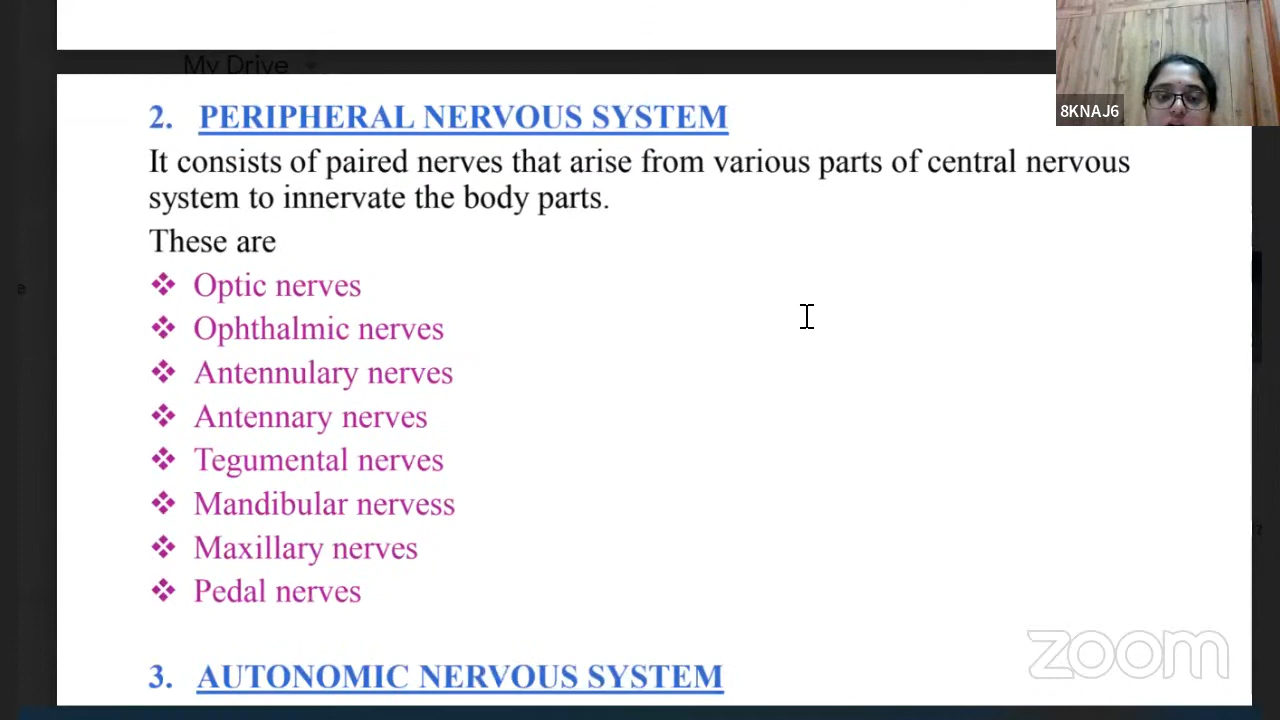 My Drive
8KNAJ6
2. PERIPHERAL NERVOUS SYSTEM
It consists of paired nerves that arise from various parts of central nervous
system to innervate the body parts.
These are
❖ Optic nerves
❖ Ophthalmic nerves
❖ Antennulary nerves
❖ Antennary nerves
❖ Tegumental nerves
❖ Mandibular nervess
❖ Maxillary nerves
❖ Pedal nerves
zoom
3. AUTONOMIC NERVOUS SYSTEM